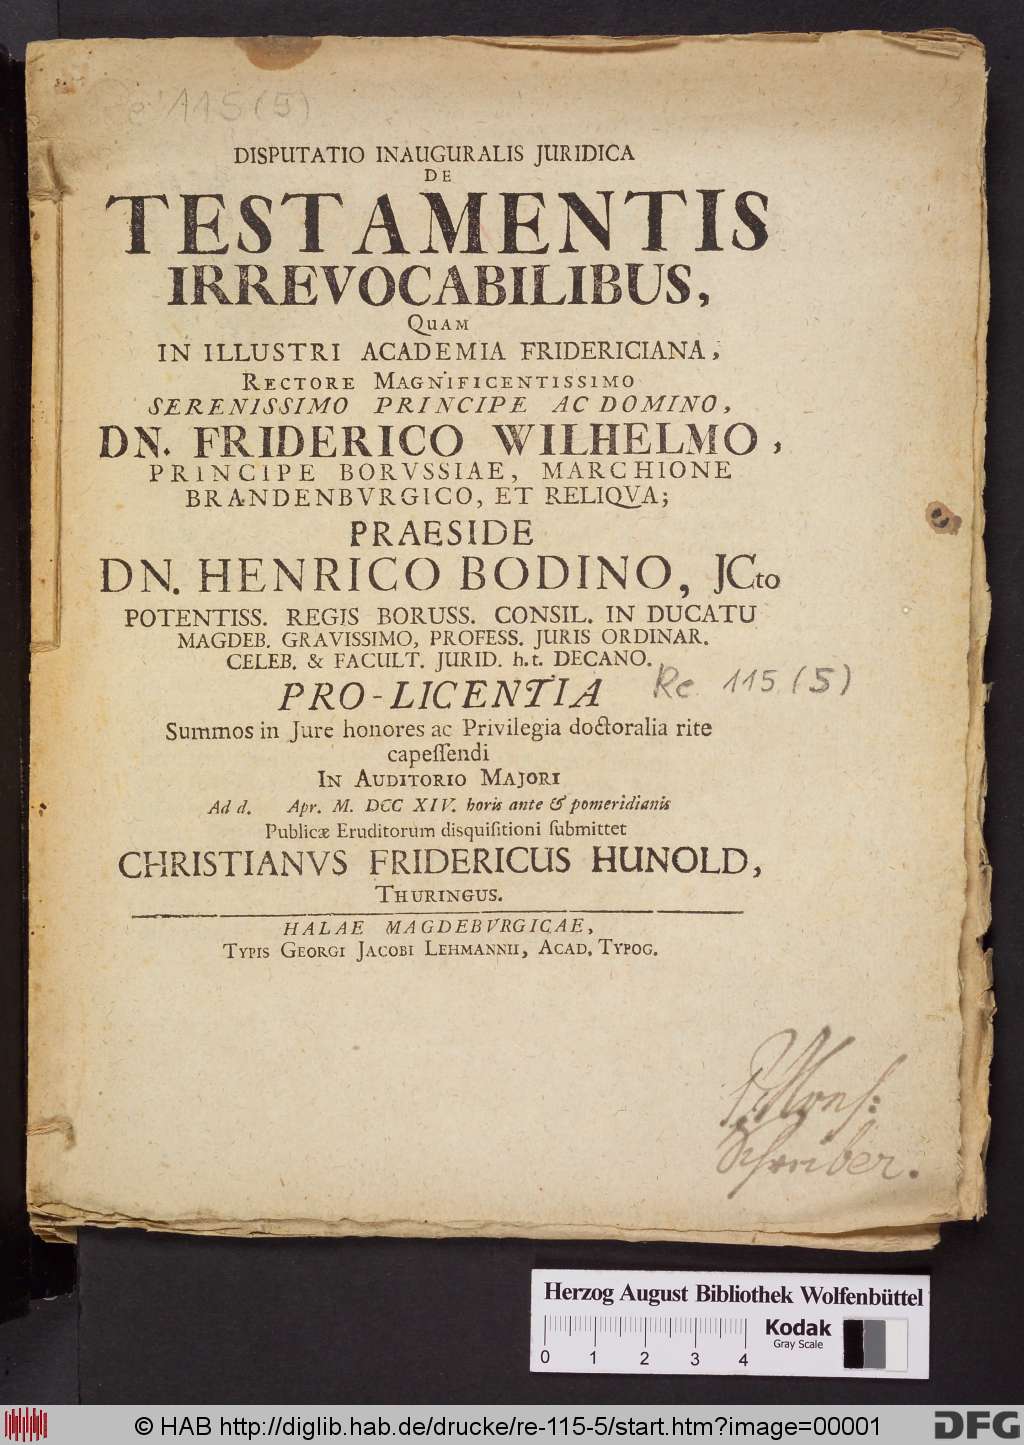 Re 115 (5)
DISPUTATIO INAUGURALIS JURIDICA
DE
TESTAMENTIS
IRREVOCABILIBUS,
QUAM
IN ILLUSTRI ACADEMIA FRIDERICIANA,
RECTORE MAGNIFICENTISSIMO
SERENISSIMO PRINCIPE AC DOMINO,
DN. FRIDERICO WILHELMO,
PRINCIPE BORVSSIAE, MARCHIONE
BRANDENBVRGICO, ET RELIQVA;
PRAESIDE
DN. HENRICO BODINO, JCto
POTENTISS. REGIS BORUSS. CONSIL. IN DUCATU
MAGDEB. GRAVISSIMO, PROFESS. JURIS ORDINAR.
CELEB. & FACULT. JURID. h.t. DECANO.
PRO-LICENTIA
Re 115 (5)
Summos in Jure honores ac Privilegia doctoralia rite
capeſſendi
IN AUDITORIO MAJORI
Ad d. Apr. M. DCC XIV. horis ante & pomeridianis
Publicæ Eruditorum disquiſitioni ſubmittet
CHRISTIANVS FRIDERICUS HUNOLD,
THURINGUS.
HALAE MAGDEBVRGICAE,
TYPIS GEORGI JACOBI LEHMANNII, ACAD. TYPOG.
Schreiber.
Herzog August Bibliothek Wolfenbüttel
0 1 2 3 4
Kodak
Gray Scale
© HAB http://diglib.hab.de/drucke/re-115-5/start.htm?image=00001
DFG